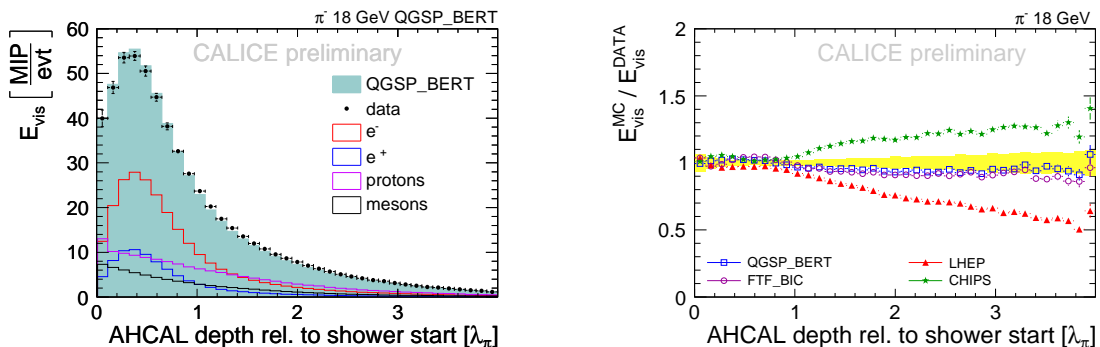 π⁻ 18 GeV QGSP_BERT
CALICE preliminary
E_vis [MIP/evt]
60
50
40
30
20
10
0
QGSP_BERT
data
e⁻
e⁺
protons
mesons
0 1 2 3
AHCAL depth rel. to shower start [λ_π]
π⁻ 18 GeV
CALICE preliminary
E_vis^MC / E_vis^DATA
2
1.5
1
0.5
0
QGSP_BERT
FTF_BIC
LHEP
CHIPS
0 1 2 3 4
AHCAL depth rel. to shower start [λ_π]